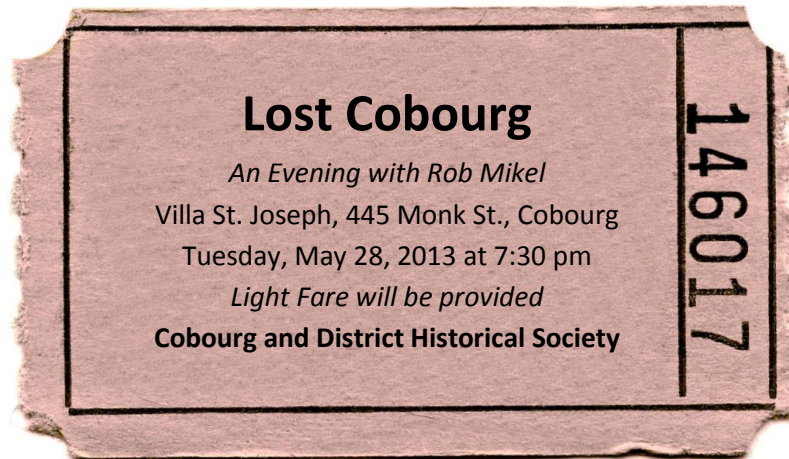 Lost Cobourg
An Evening with Rob Mikel
Villa St. Joseph, 445 Monk St., Cobourg
Tuesday, May 28, 2013 at 7:30 pm
Light Fare will be provided
Cobourg and District Historical Society
146017